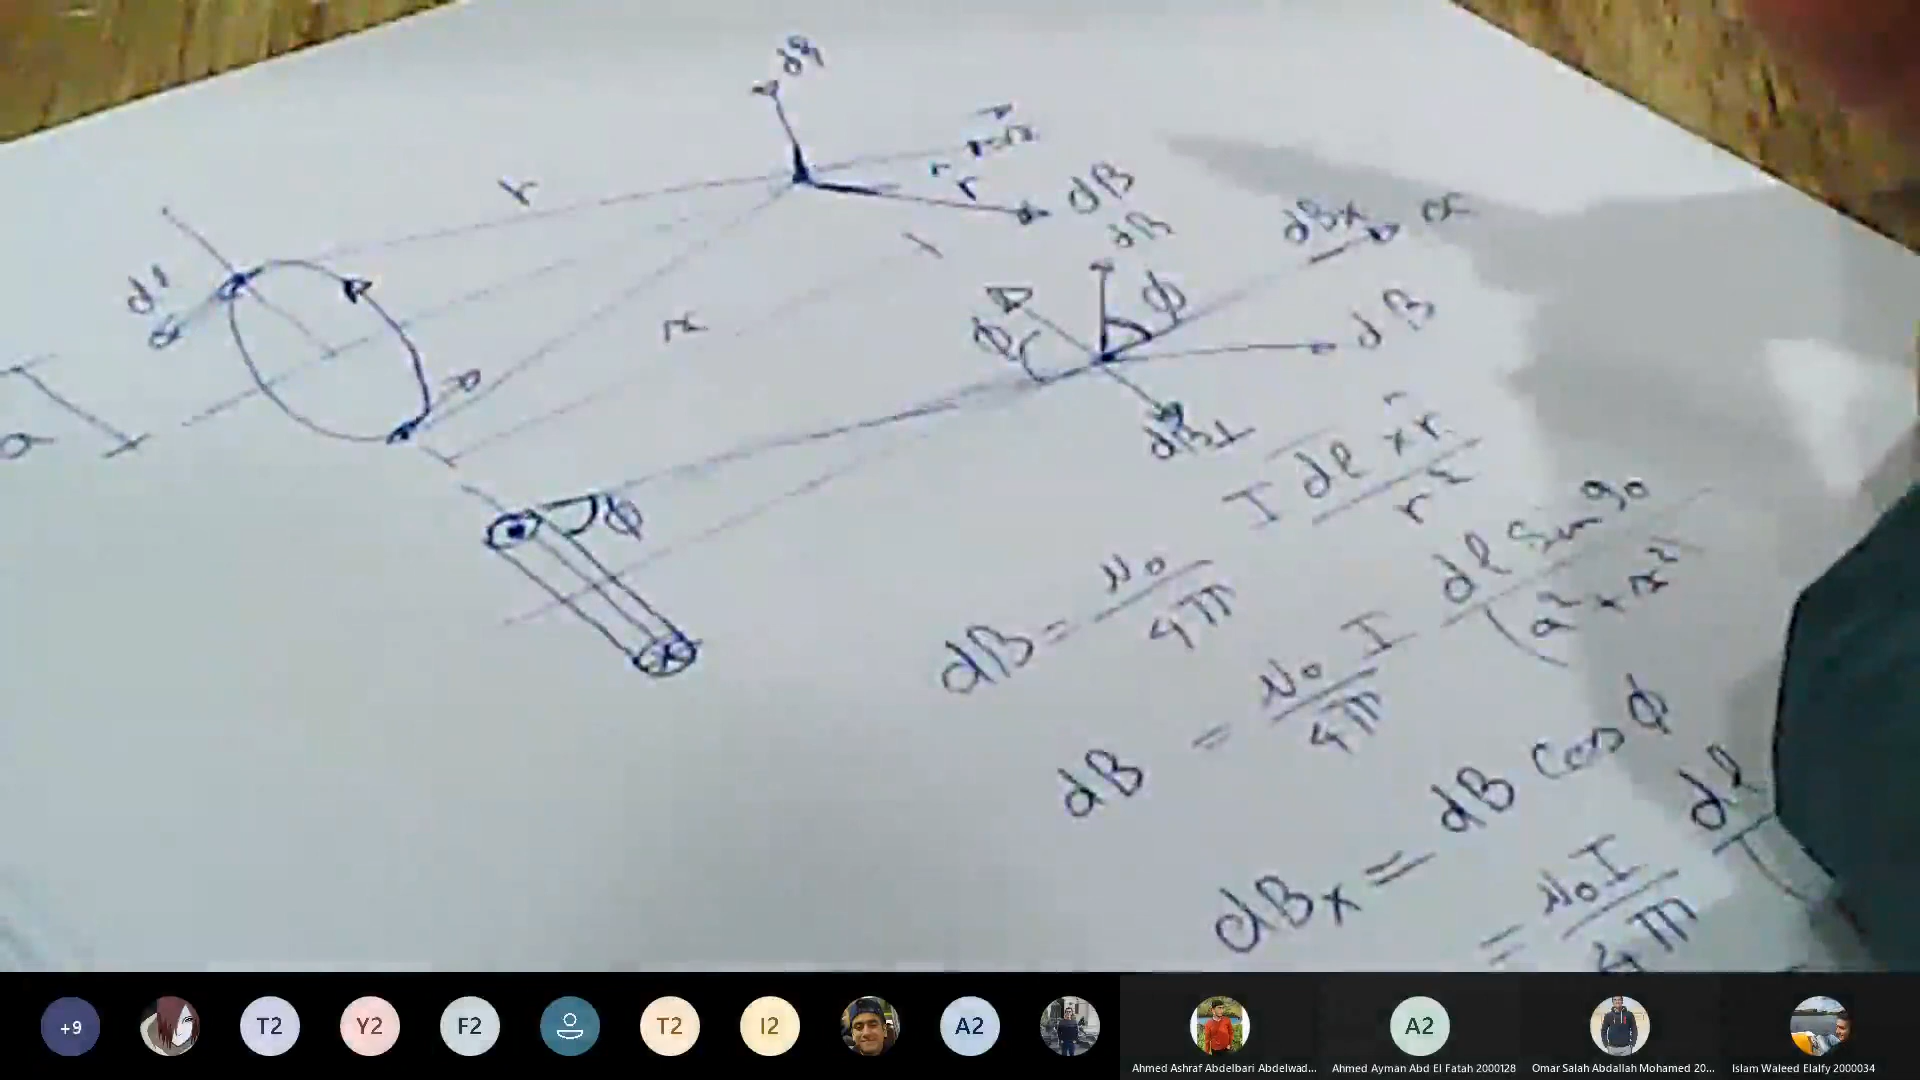 r
dl
dB
dB
r
dBx
x
dl
x
ϕ
ϕ
dB
a
dB⊥
ϕ
dB = μ₀/4π I dl × r̂ / r²
dB = μ₀ I/4π dl Sin 90 / (a² + x²)
dBx = dB cos ϕ
= μ₀ I/4π dl
+9
T2
Y2
F2
T2
I2
A2
A2
Ahmed Ashraf Abdelbari Abdelwad...
Ahmed Ayman Abd El Fatah 2000128
Omar Salah Abdallah Mohamed 20...
Islam Waleed Elalfy 2000034